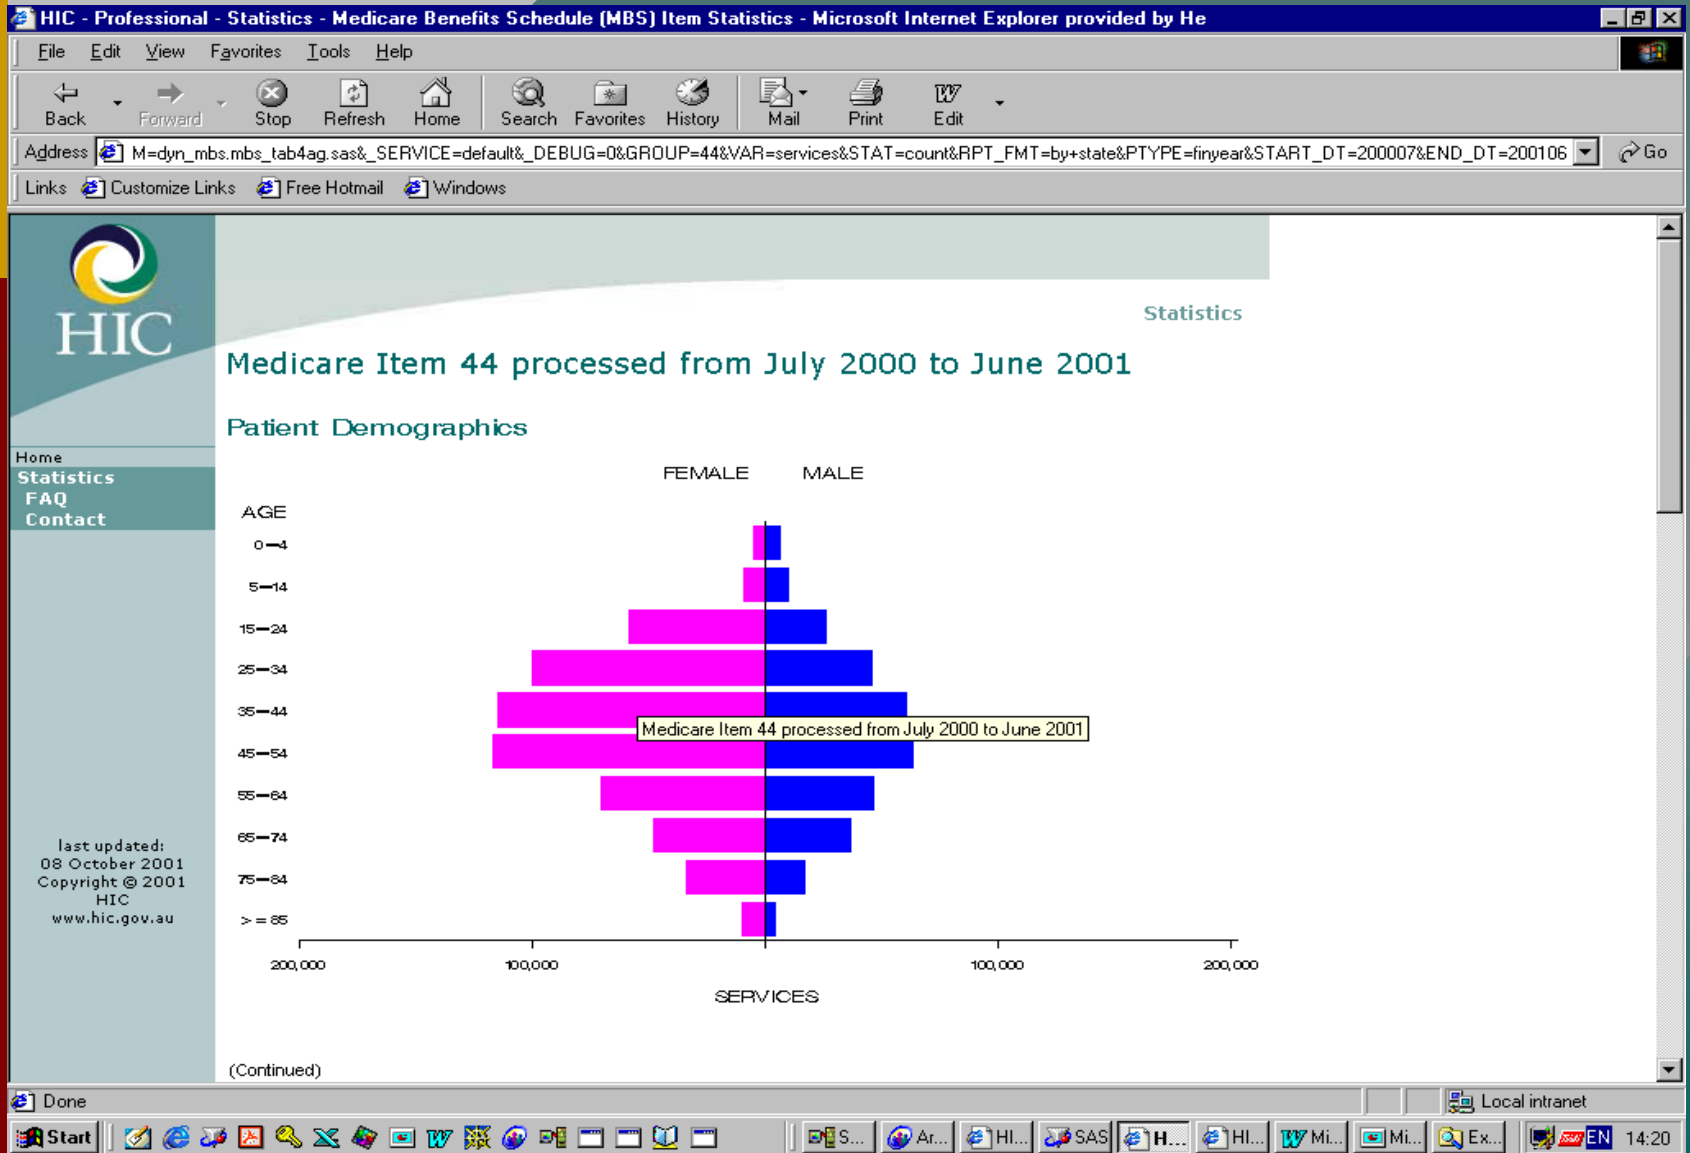 HIC - Professional - Statistics - Medicare Benefits Schedule (MBS) Item Statistics - Microsoft Internet Explorer provided by He
File Edit View Favorites Tools Help
Back Forward Stop Refresh Home Search Favorites History Mail Print Edit
Address M=dyn_mbs.mbs_tab4ag.sas&_SERVICE=default&_DEBUG=0&GROUP=44&VAR=services&STAT=count&RPT_FMT=by+state&PTYPE=finyear&START_DT=200007&END_DT=200106 Go
Links Customize Links Free Hotmail Windows
HIC
Statistics
Medicare Item 44 processed from July 2000 to June 2001
Patient Demographics
Home
Statistics
FAQ
Contact
FEMALE MALE
AGE
0-4
5-14
15-24
25-34
35-44
Medicare Item 44 processed from July 2000 to June 2001
45-54
55-64
65-74
75-84
>=85
200,000 100,000 100,000 200,000
SERVICES
last updated:
08 October 2001
Copyright © 2001
HIC
www.hic.gov.au
(Continued)
Done Local intranet
Start S... Ar... HI... SAS H... HI... Mi... Mi... Ex... EN 14:20